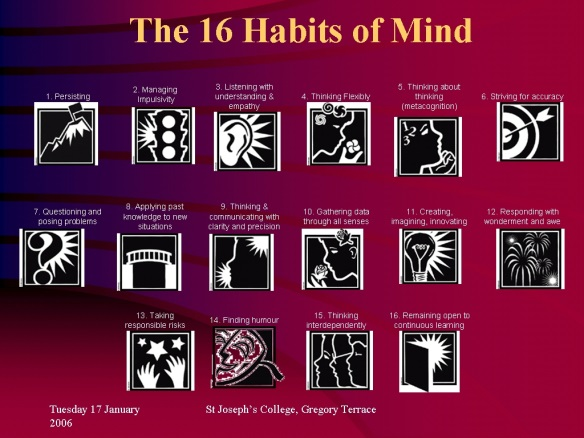 The 16 Habits of Mind
1. Persisting
2. Managing
Impulsivity
3. Listening with
understanding &
empathy
4. Thinking Flexibly
5. Thinking about
thinking
(metacognition)
6. Striving for accuracy
7. Questioning and
posing problems
8. Applying past
knowledge to new
situations
9. Thinking &
communicating with
clarity and precision
10. Gathering data
through all senses
11. Creating,
imagining, innovating
12. Responding with
wonderment and awe
13. Taking
responsible risks
14. Finding humour
15. Thinking
interdependently
16. Remaining open to
continuous learning
Tuesday 17 January
2006
St Joseph's College, Gregory Terrace